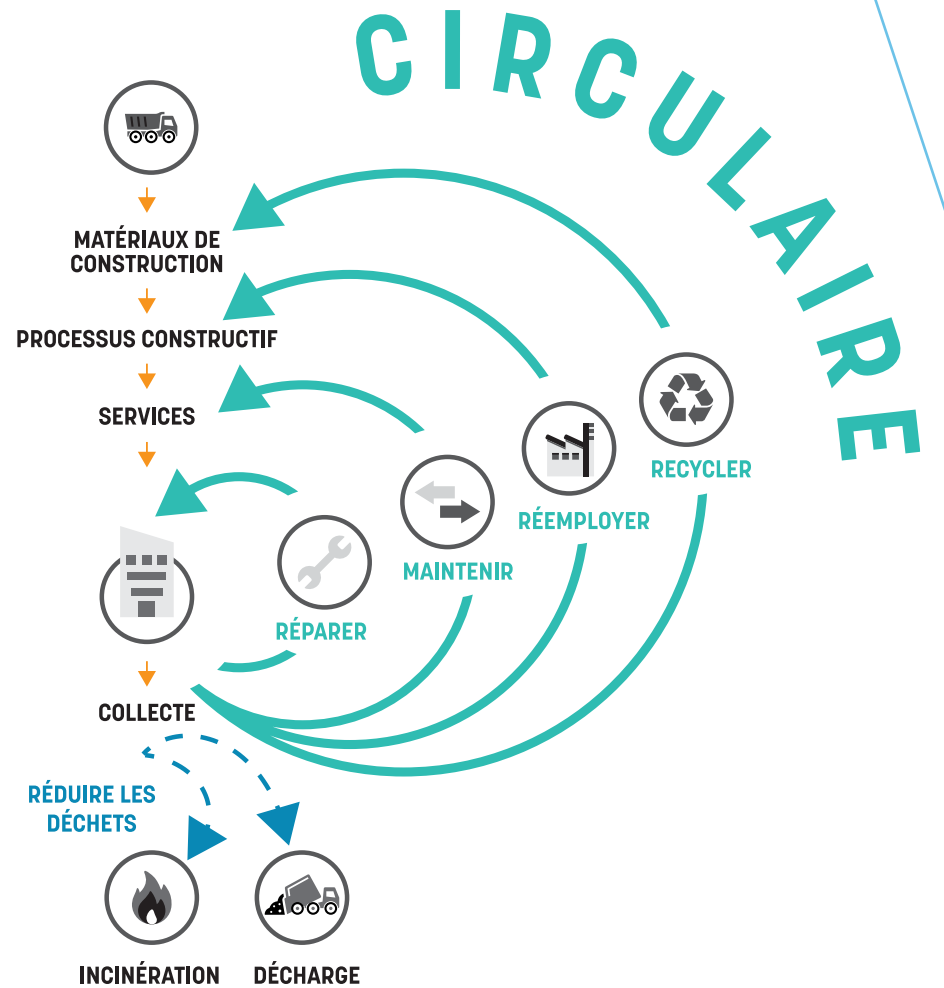 CIRCULAIRE
MATÉRIAUX DE
CONSTRUCTION
PROCESSUS CONSTRUCTIF
SERVICES
RECYCLER
RÉEMPLOYER
MAINTENIR
RÉPARER
COLLECTE
RÉDUIRE LES
DÉCHETS
INCINÉRATION
DÉCHARGE